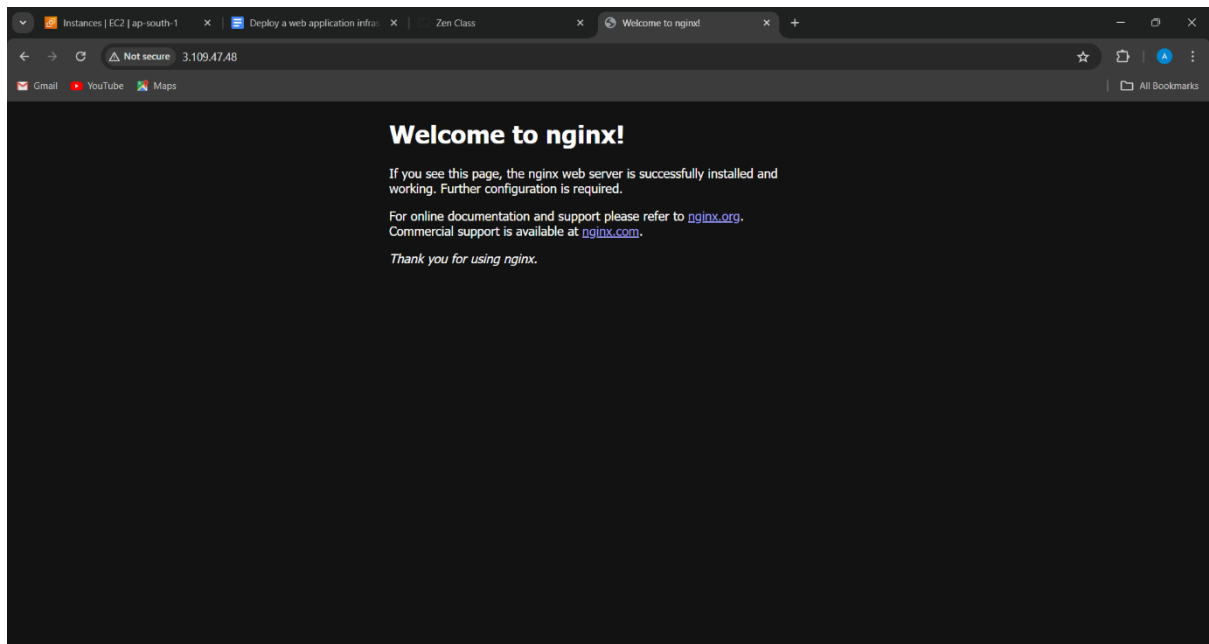 Instances | EC2 | ap-south-1
Deploy a web application infras
Zen Class
Welcome to nginx!
Not secure
3.109.47.48
A
Gmail
YouTube
Maps
All Bookmarks
Welcome to nginx!
If you see this page, the nginx web server is successfully installed and
working. Further configuration is required.
For online documentation and support please refer to nginx.org.
Commercial support is available at nginx.com.
Thank you for using nginx.